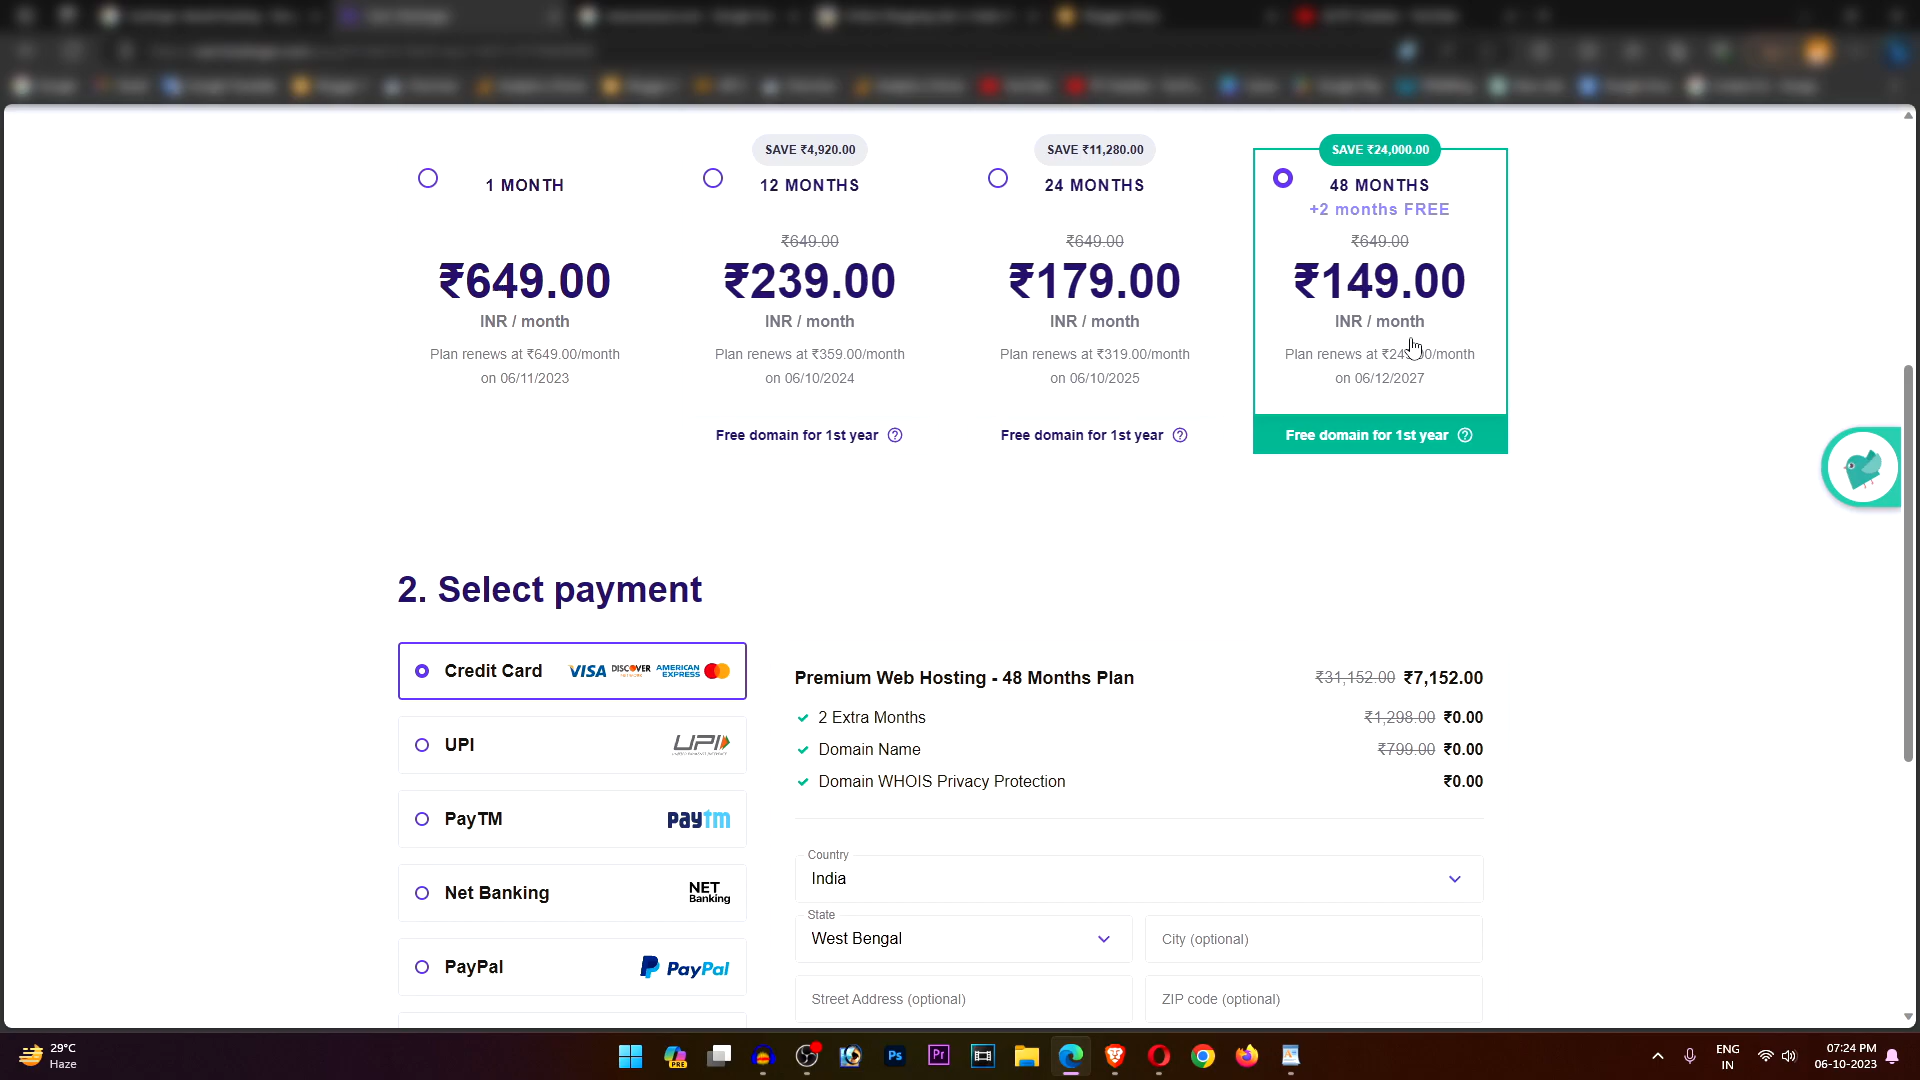 SAVE ₹4,920.00
SAVE ₹11,280.00
SAVE ₹24,000.00
1 MONTH
12 MONTHS
24 MONTHS
48 MONTHS
+2 months FREE
₹649.00
₹649.00
₹649.00
₹649.00
₹239.00
₹179.00
₹149.00
INR / month
INR / month
INR / month
INR / month
Plan renews at ₹649.00/month
on 06/11/2023
Plan renews at ₹359.00/month
on 06/10/2024
Plan renews at ₹319.00/month
on 06/10/2025
Plan renews at
on 06/12/2027
Free domain for 1st year
Free domain for 1st year
Free domain for 1st year
2. Select payment
Credit Card VISA DISCOVER AMERICAN EXPRESS
UPI UPI
PayTM paytm
Net Banking NET Banking
PayPal PayPal
Premium Web Hosting - 48 Months Plan ₹31,152.00 ₹7,152.00
2 Extra Months ₹1,298.00 ₹0.00
Domain Name ₹799.00 ₹0.00
Domain WHOIS Privacy Protection ₹0.00
Country
India
State
West Bengal
City (optional)
Street Address (optional)
ZIP code (optional)
29°C
Haze
PRE
Ps
Pr
ENG
IN
07:24 PM
06-10-2023